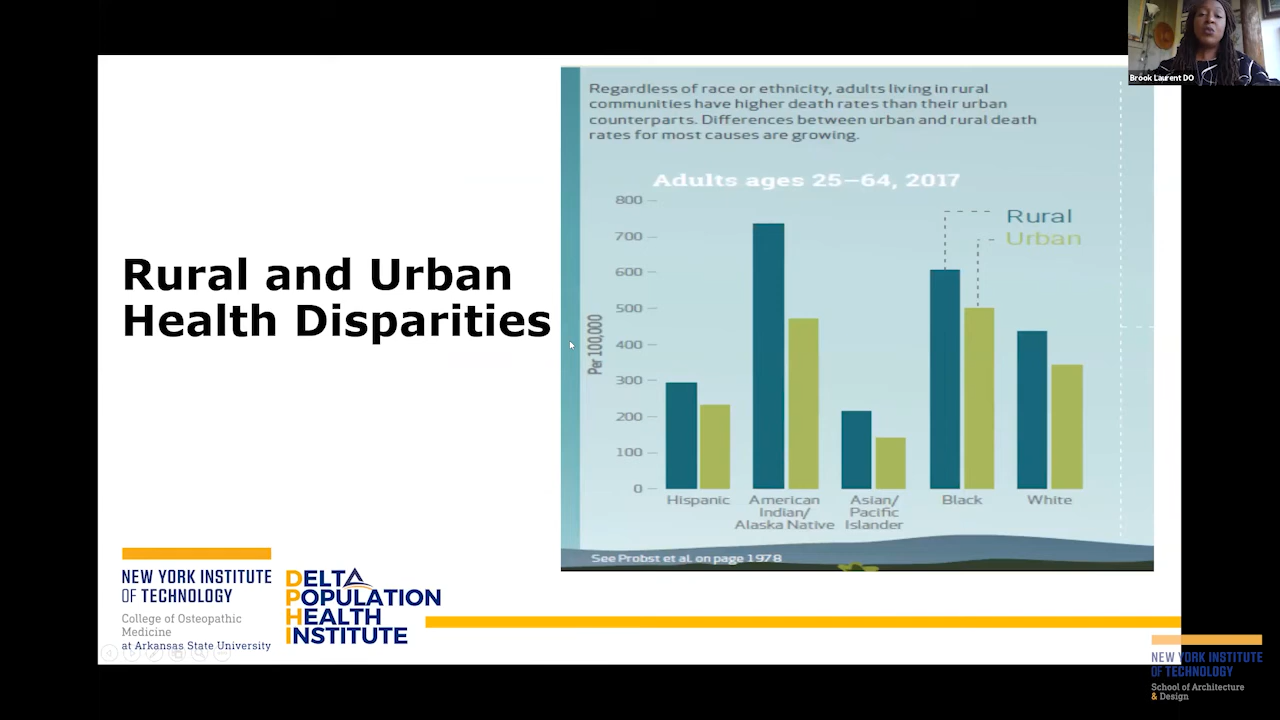 Brook Laurent DO
Regardless of race or ethnicity, adults living in rural
communities have higher death rates than their urban
counterparts. Differences between urban and rural death
rates for most causes are growing.
Rural and Urban
Health Disparities
Adults ages 25–64, 2017
800
700
600
500
400
300
200
100
0
Per 100,000
Rural
Urban
Hispanic
American
Indian/
Alaska Native
Asian/
Pacific
Islander
Black
White
See Probst et al. on page 1978
NEW YORK INSTITUTE
OF TECHNOLOGY
College of Osteopathic
Medicine
at Arkansas State University
DELTA
POPULATION
HEALTH
INSTITUTE
NEW YORK INSTITUTE
OF TECHNOLOGY
School of Architecture
& Design